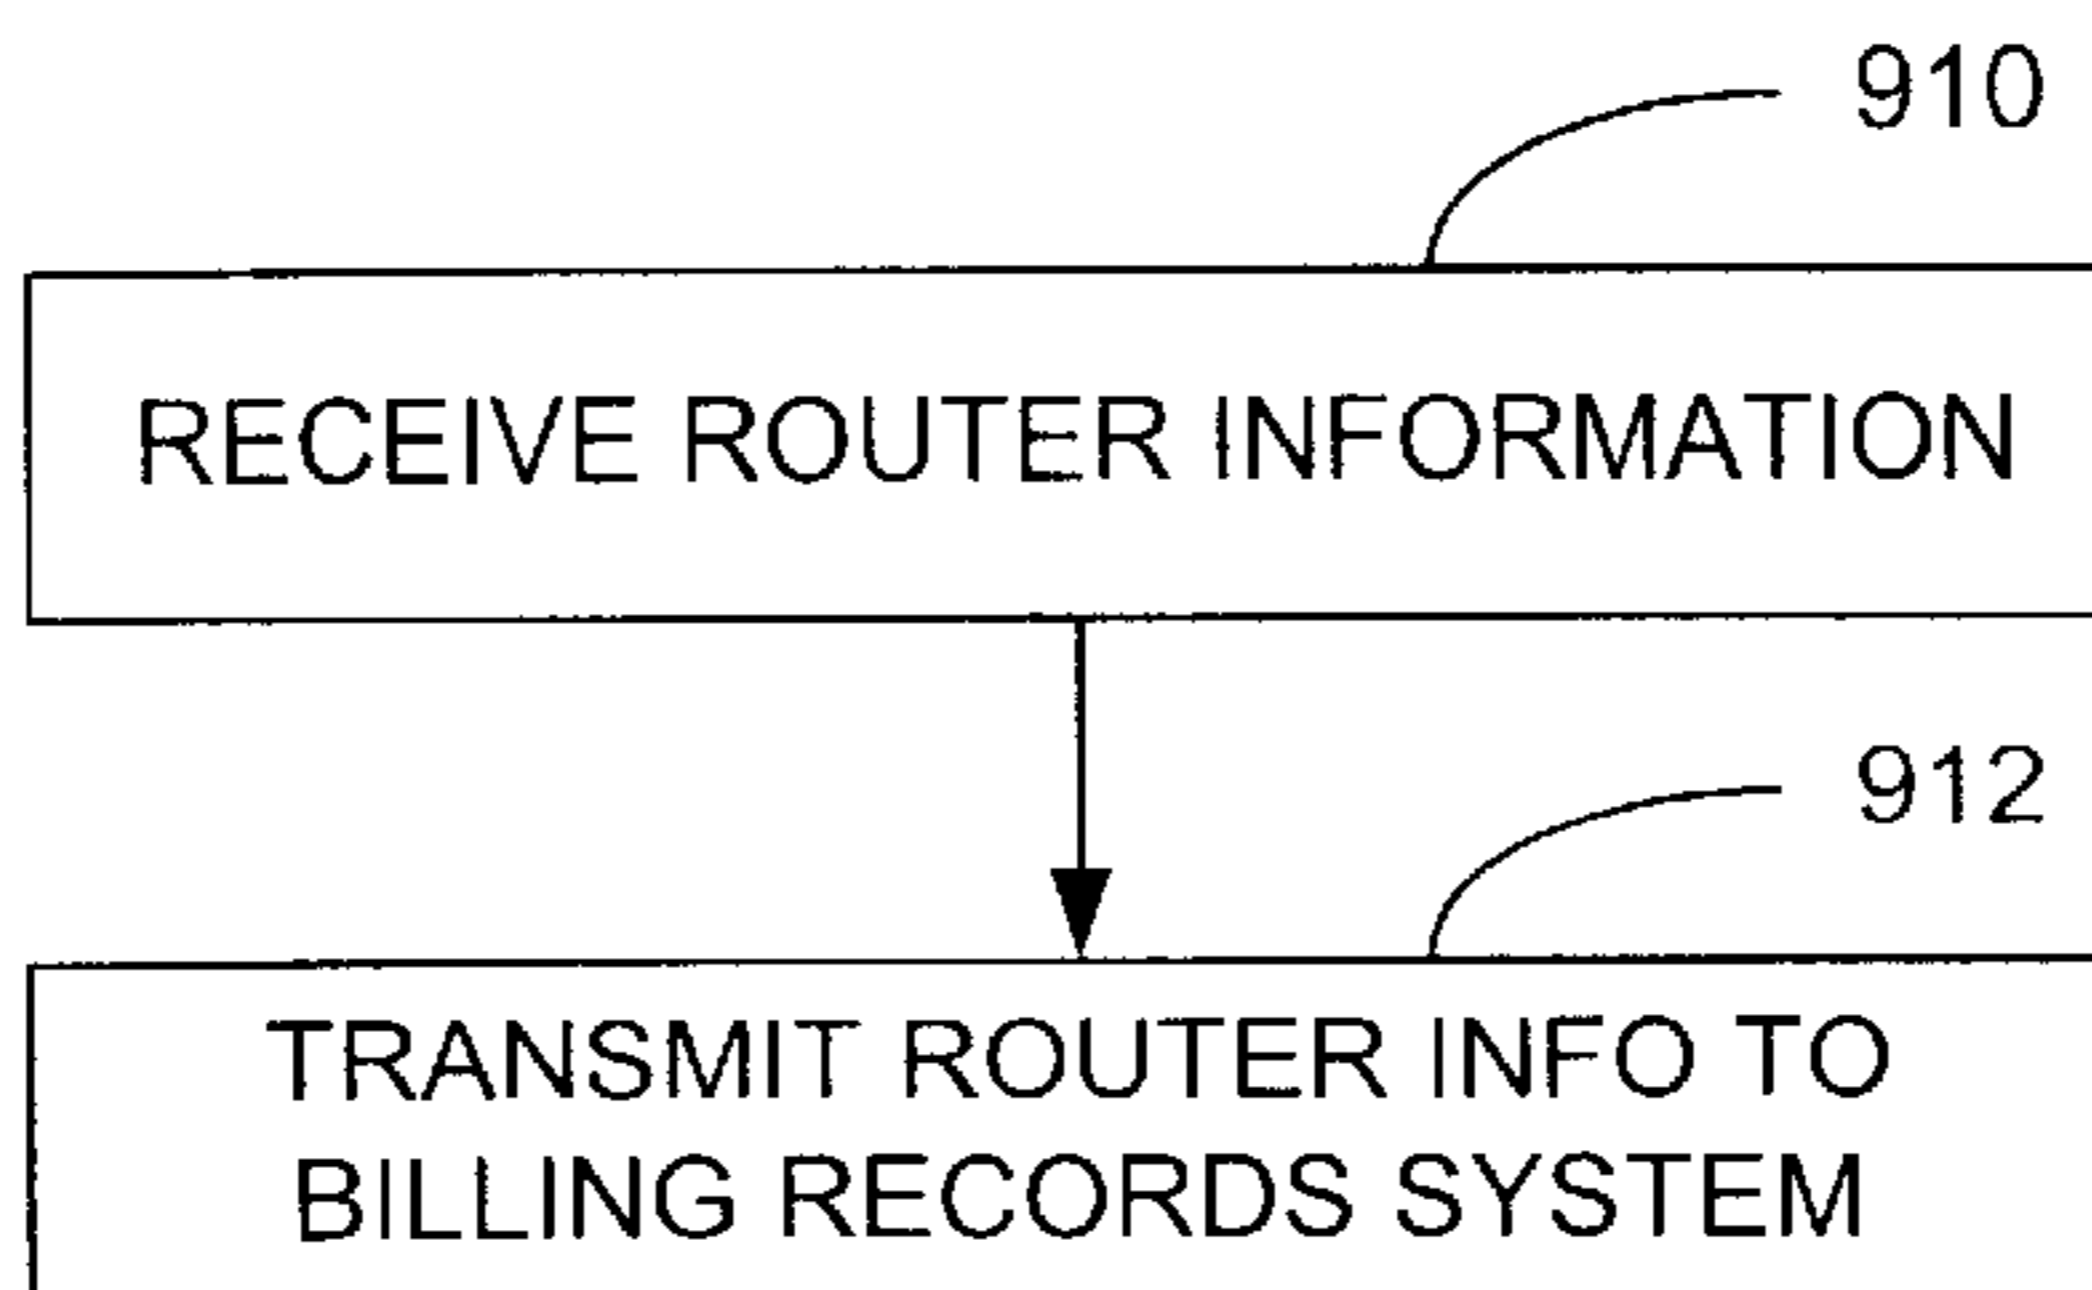 910
RECEIVE ROUTER INFORMATION
912
TRANSMIT ROUTER INFO TO
BILLING RECORDS SYSTEM